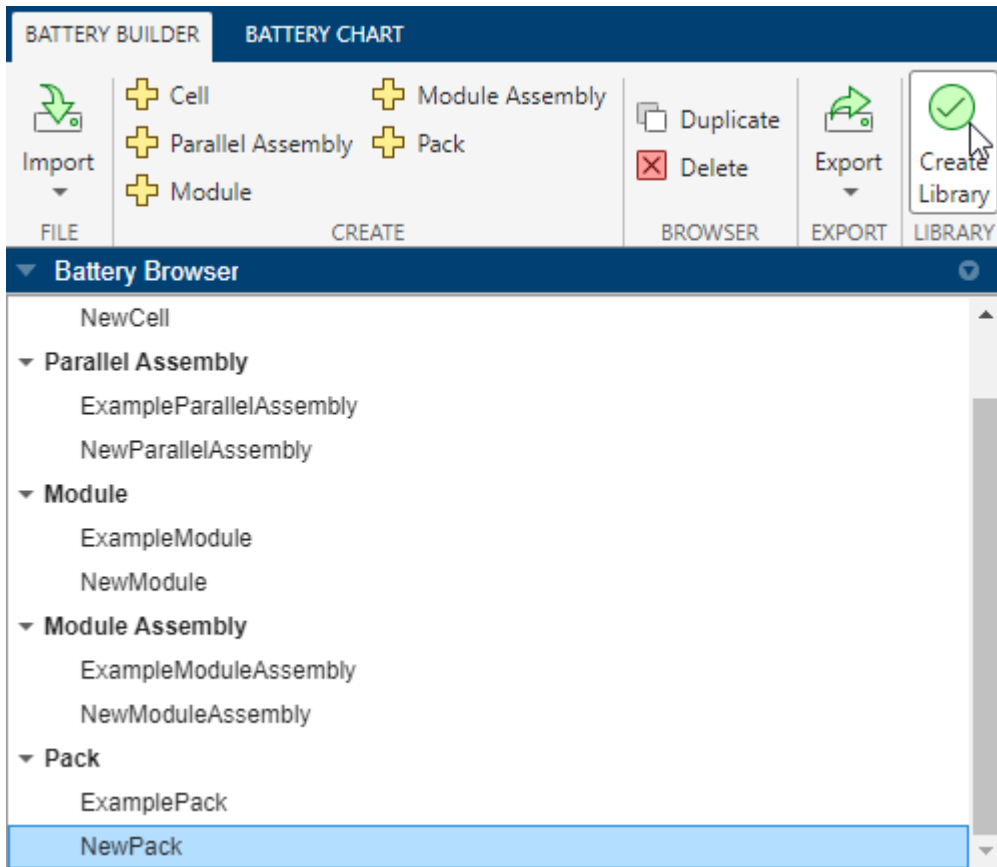 BATTERY BUILDER BATTERY CHART
Cell Module Assembly
Duplicate
Parallel Assembly Pack
Import Delete Export Create
Module Library
FILE CREATE BROWSER EXPORT LIBRARY
Battery Browser
NewCell
Parallel Assembly
ExampleParallelAssembly
NewParallelAssembly
Module
ExampleModule
NewModule
Module Assembly
ExampleModuleAssembly
NewModuleAssembly
Pack
ExamplePack
NewPack